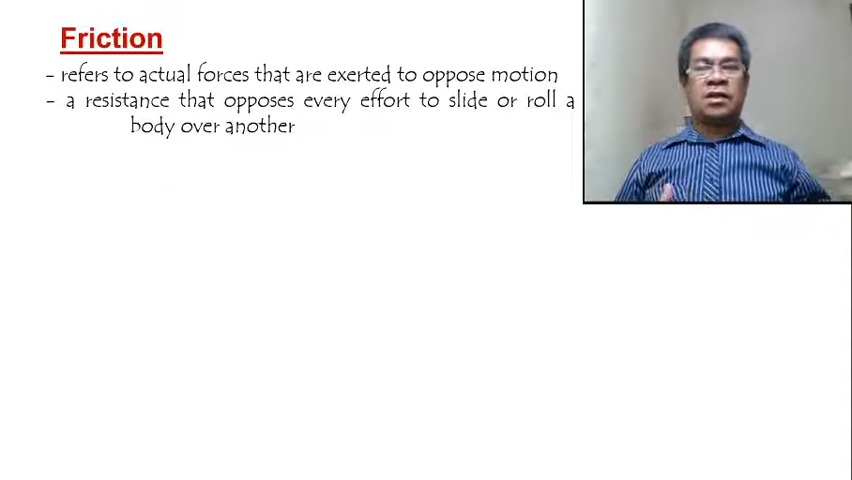 Friction
- refers to actual forces that are exerted to oppose motion
- a resistance that opposes every effort to slide or roll a
body over another